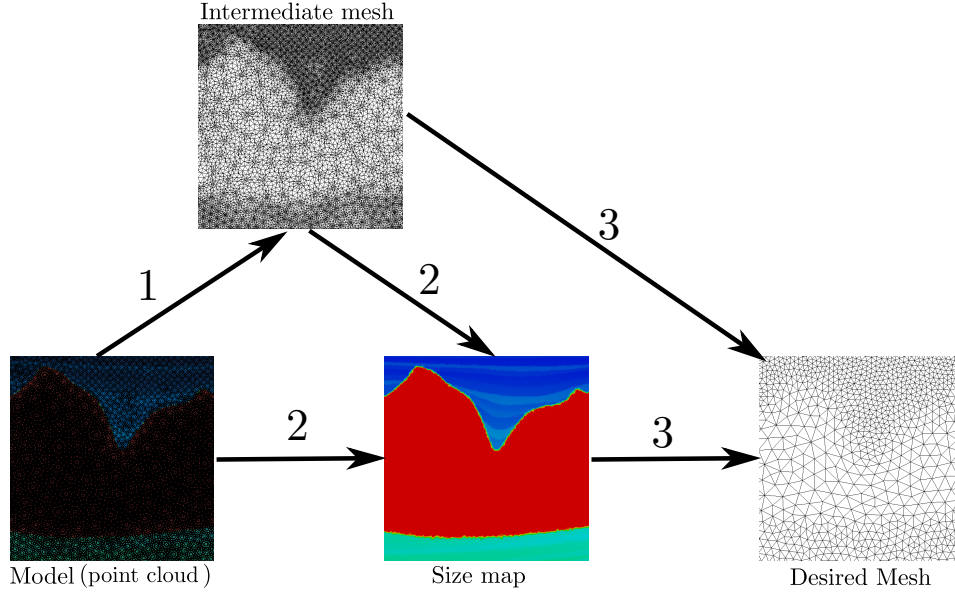 Intermediate mesh
3
1
2
2
3
Model (point cloud)
Size map
Desired Mesh